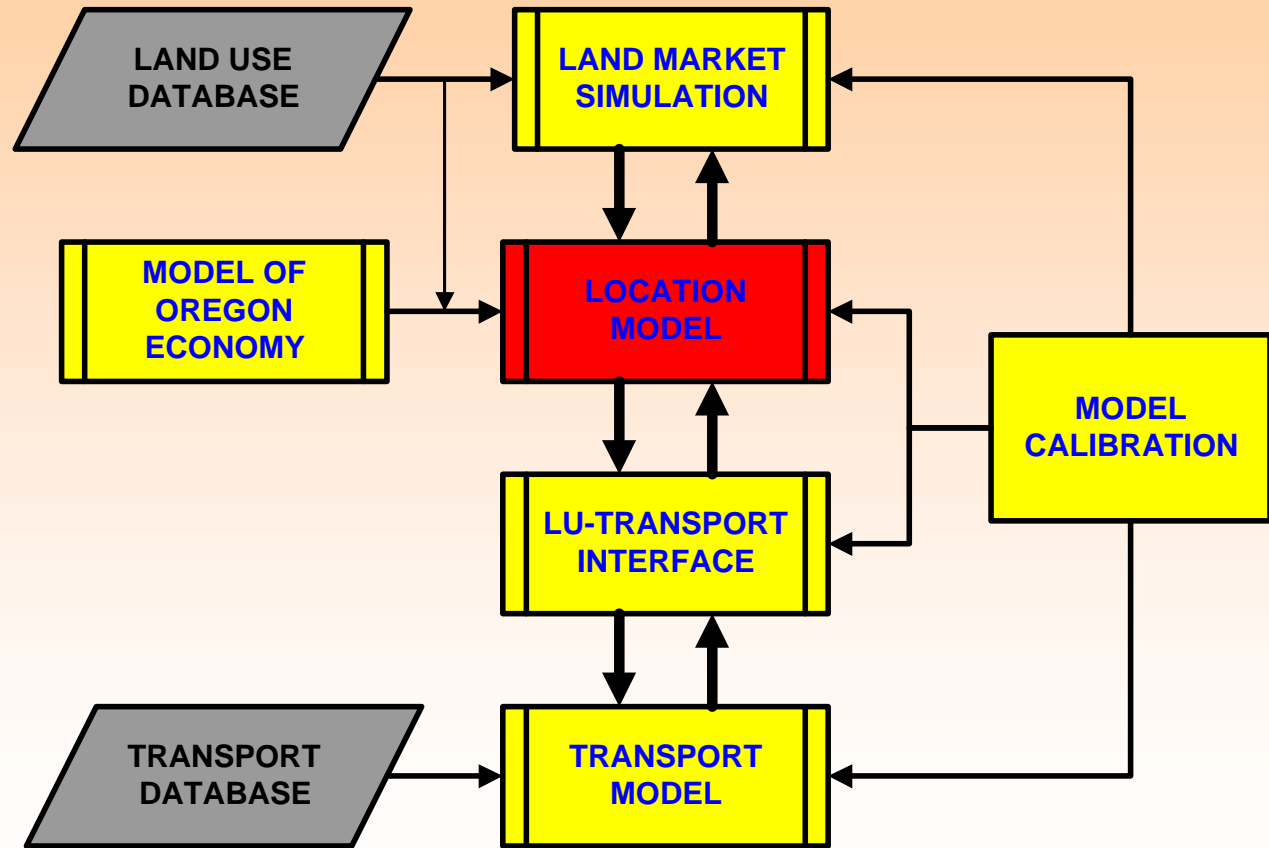 LAND USE
DATABASE
LAND MARKET
SIMULATION
MODEL OF
OREGON
ECONOMY
LOCATION
MODEL
MODEL
CALIBRATION
LU-TRANSPORT
INTERFACE
TRANSPORT
DATABASE
TRANSPORT
MODEL